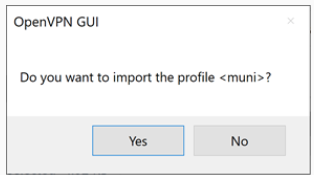 OpenVPN GUI
Do you want to import the profile <muni>?
Yes
No